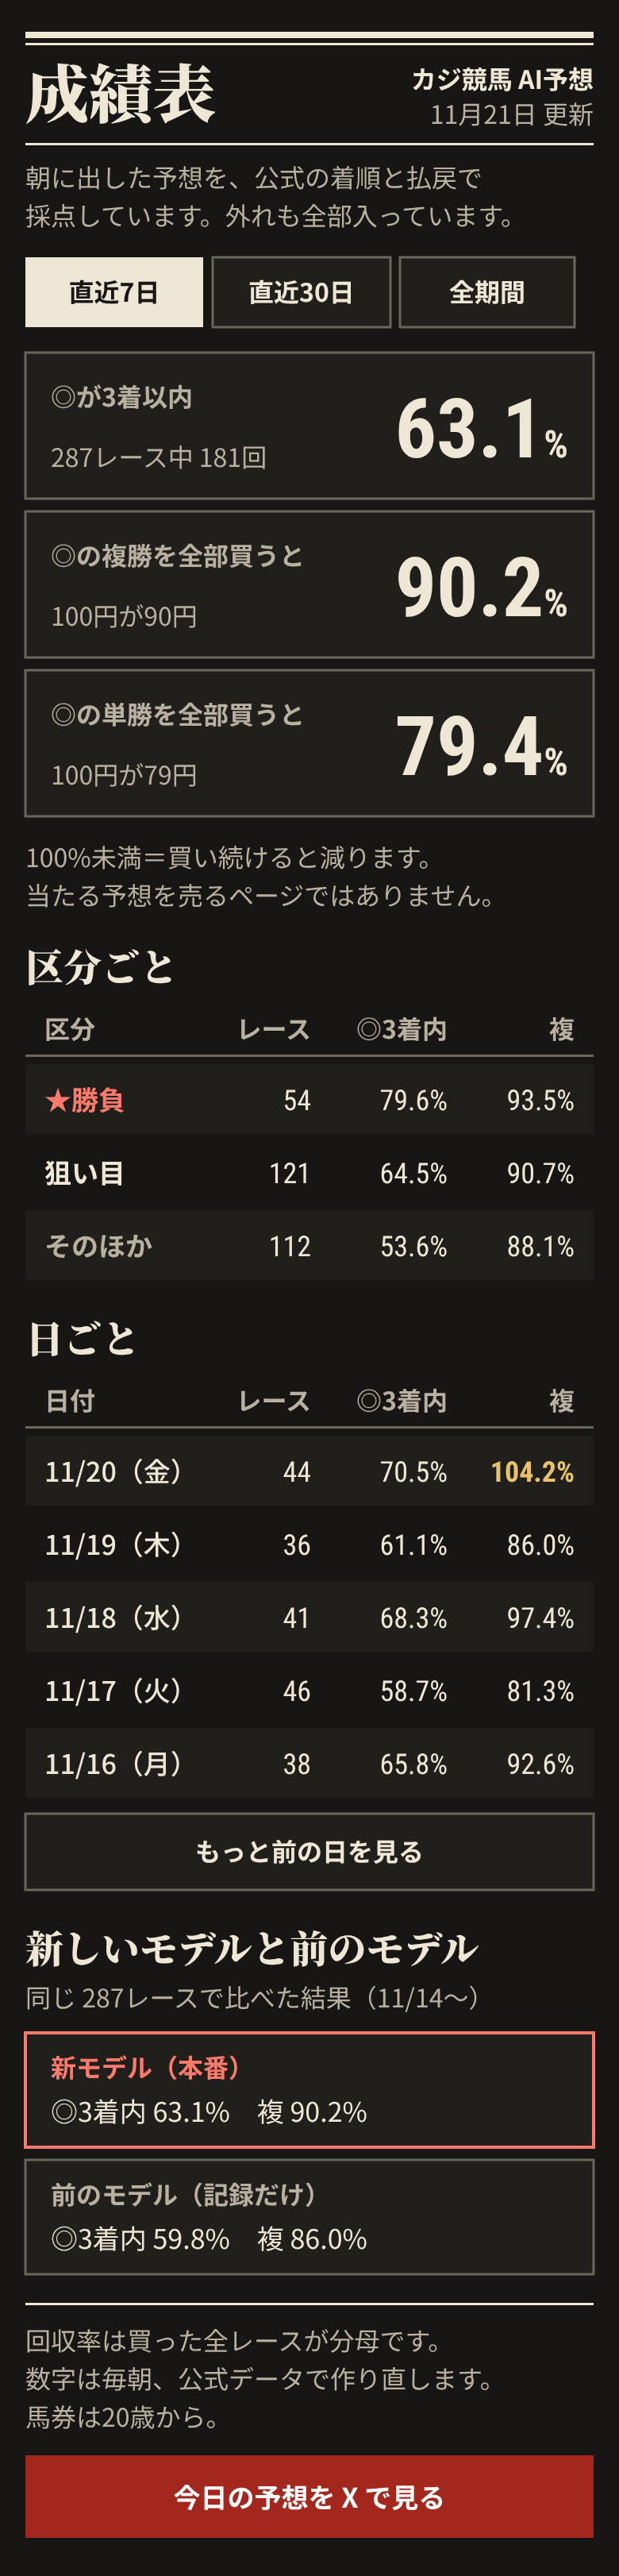 成績表
カジ競馬 AI予想
11月21日 更新
朝に出した予想を、公式の着順と払戻で
採点しています。外れも全部入っています。
直近7日
直近30日
全期間
◎が3着以内
287レース中 181回
63.1%
◎の複勝を全部買うと
100円が90円
90.2%
◎の単勝を全部買うと
100円が79円
79.4%
100%未満＝買い続けると減ります。
当たる予想を売るページではありません。
区分ごと
区分 レース ◎3着内 複
★勝負 54 79.6% 93.5%
狙い目 121 64.5% 90.7%
そのほか 112 53.6% 88.1%
日ごと
日付 レース ◎3着内 複
11/20（金） 44 70.5% 104.2%
11/19（木） 36 61.1% 86.0%
11/18（水） 41 68.3% 97.4%
11/17（火） 46 58.7% 81.3%
11/16（月） 38 65.8% 92.6%
もっと前の日を見る
新しいモデルと前のモデル
同じ 287レースで比べた結果（11/14〜）
新モデル（本番）
◎3着内 63.1%　複 90.2%
前のモデル（記録だけ）
◎3着内 59.8%　複 86.0%
回収率は買った全レースが分母です。
数字は毎朝、公式データで作り直します。
馬券は20歳から。
今日の予想を X で見る